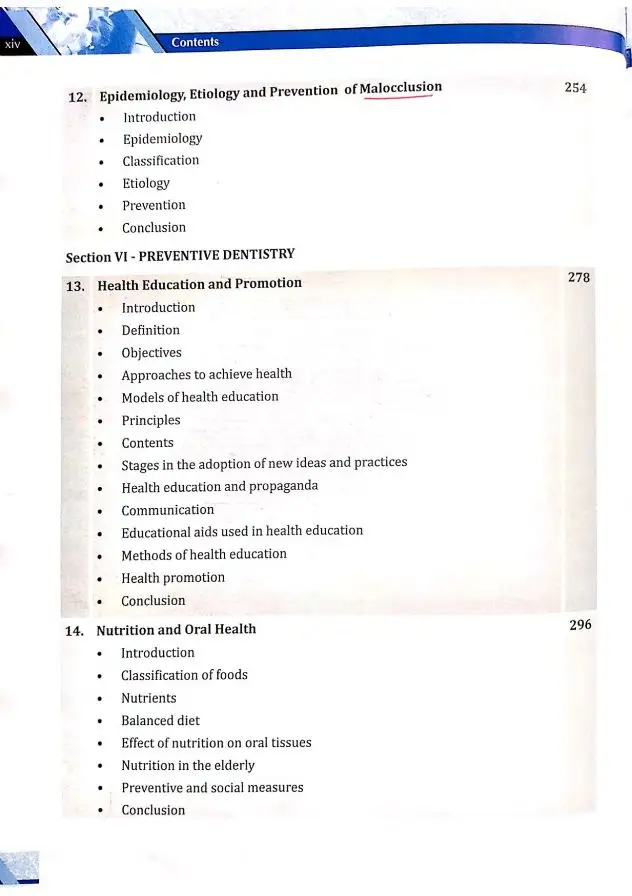 xiv
Contents
12. Epidemiology, Etiology and Prevention of Malocclusion 254
• Introduction
• Epidemiology
• Classification
• Etiology
• Prevention
• Conclusion
Section VI - PREVENTIVE DENTISTRY
13. Health Education and Promotion 278
• Introduction
• Definition
• Objectives
• Approaches to achieve health
• Models of health education
• Principles
• Contents
• Stages in the adoption of new ideas and practices
• Health education and propaganda
• Communication
• Educational aids used in health education
• Methods of health education
• Health promotion
• Conclusion
14. Nutrition and Oral Health 296
• Introduction
• Classification of foods
• Nutrients
• Balanced diet
• Effect of nutrition on oral tissues
• Nutrition in the elderly
• Preventive and social measures
• Conclusion